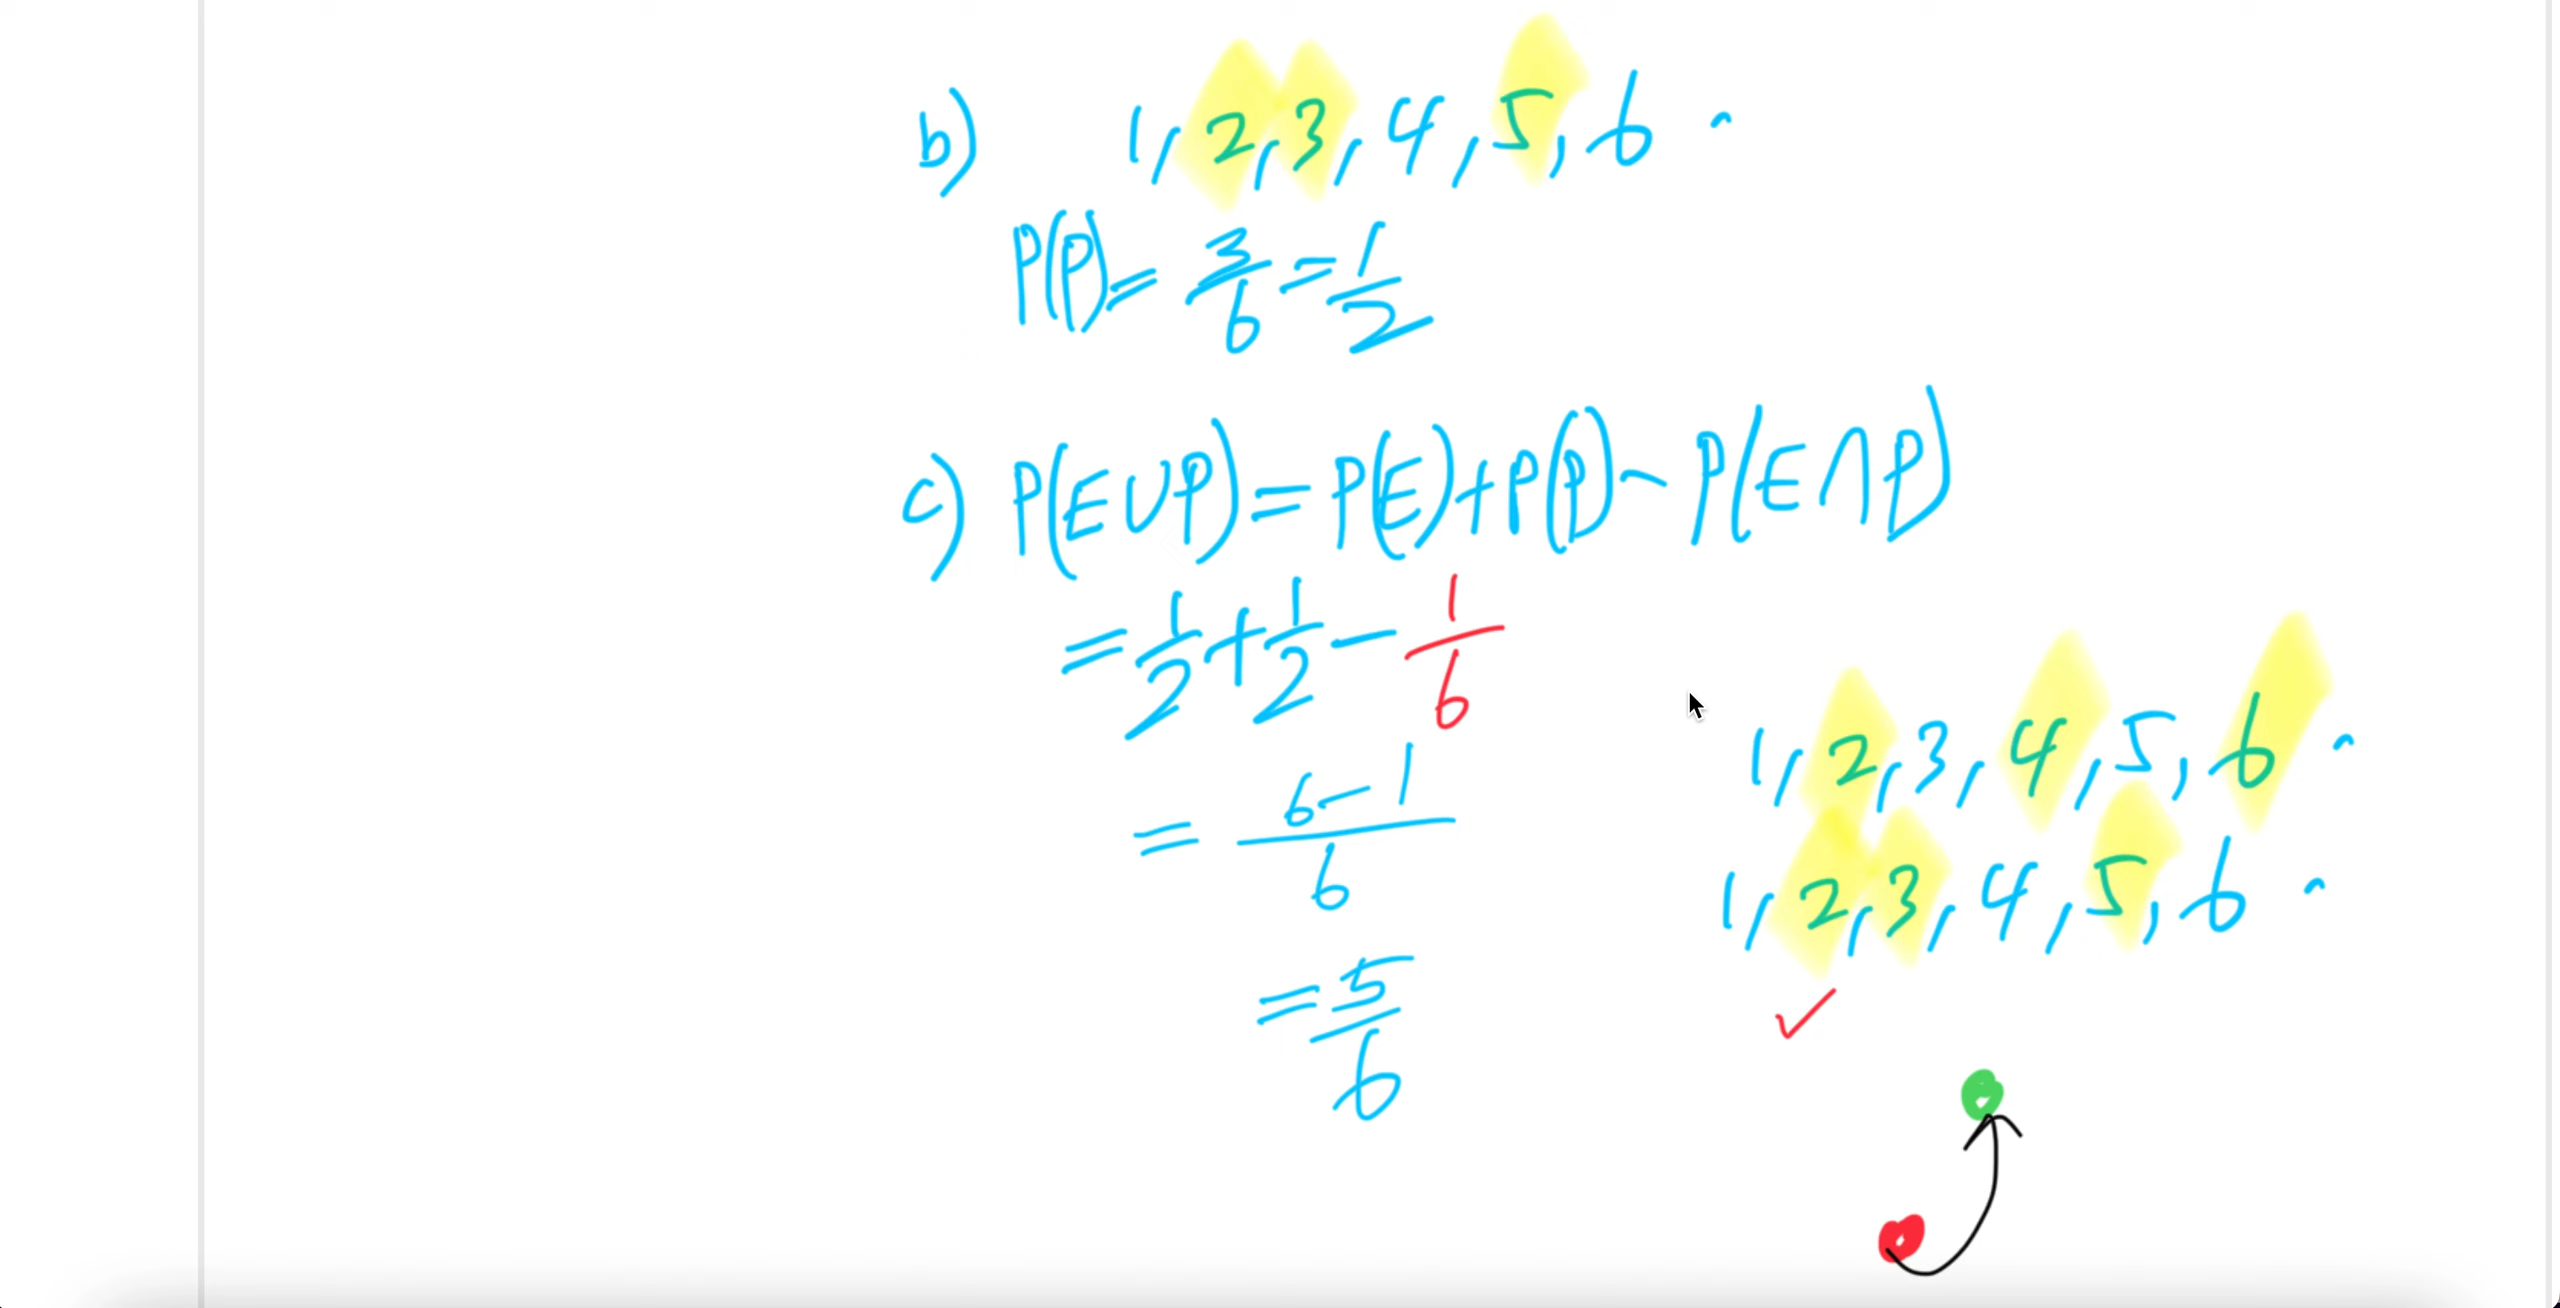 b) 1, 2, 3, 4, 5, 6 .
P(P) = 3/6 = 1/2
c) P(E∪P) = P(E) + P(P) - P(E∩P)
= 1/2 + 1/2 - 1/6
= 6-1/6
= 5/6
1, 2, 3, 4, 5, 6 .
1, 2, 3, 4, 5, 6 .